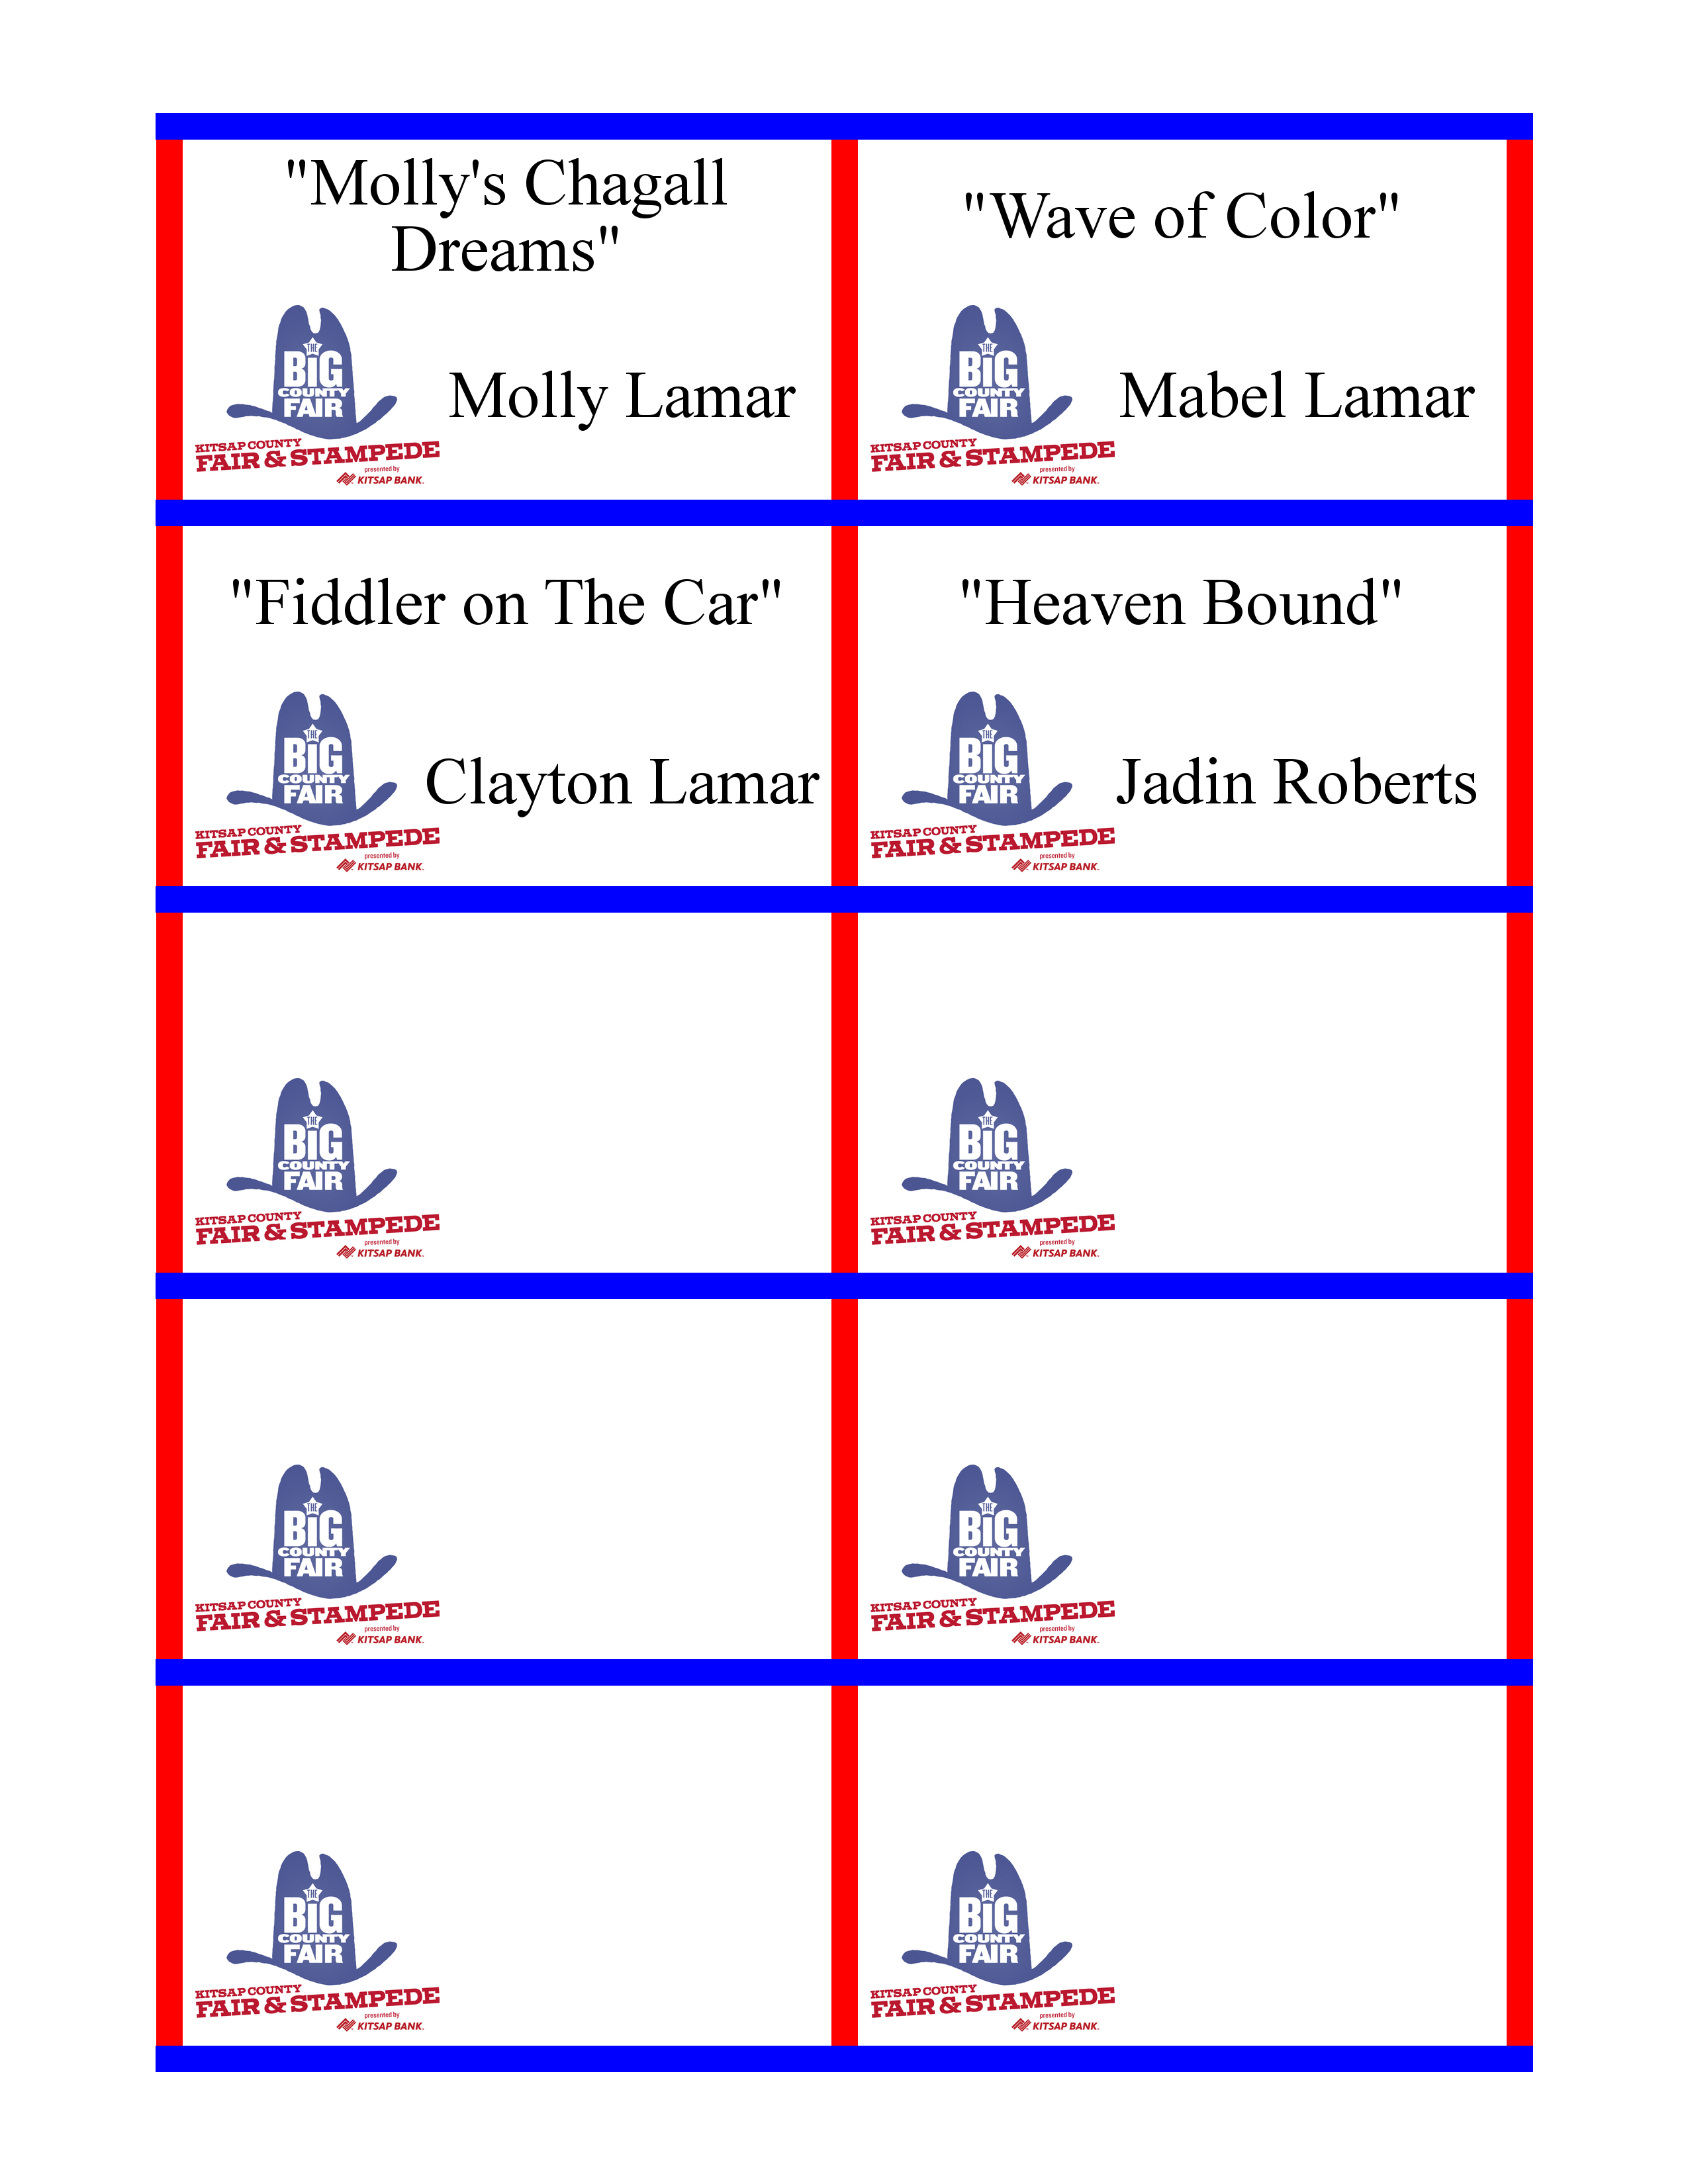 "Molly's Chagall
Dreams"
THE
BIG
COUNTY
FAIR
Molly Lamar
KITSAP COUNTY
FAIR & STAMPEDE
presented by
KITSAP BANK.
"Wave of Color"
THE
BIG
COUNTY
FAIR
Mabel Lamar
KITSAP COUNTY
FAIR & STAMPEDE
presented by
KITSAP BANK.
"Fiddler on The Car"
THE
BIG
COUNTY
FAIR
Clayton Lamar
KITSAP COUNTY
FAIR & STAMPEDE
presented by
KITSAP BANK.
"Heaven Bound"
THE
BIG
COUNTY
FAIR
Jadin Roberts
KITSAP COUNTY
FAIR & STAMPEDE
presented by
KITSAP BANK.
THE
BIG
COUNTY
FAIR
KITSAP COUNTY
FAIR & STAMPEDE
presented by
KITSAP BANK.
THE
BIG
COUNTY
FAIR
KITSAP COUNTY
FAIR & STAMPEDE
presented by
KITSAP BANK.
THE
BIG
COUNTY
FAIR
KITSAP COUNTY
FAIR & STAMPEDE
presented by
KITSAP BANK.
THE
BIG
COUNTY
FAIR
KITSAP COUNTY
FAIR & STAMPEDE
presented by
KITSAP BANK.
THE
BIG
COUNTY
FAIR
KITSAP COUNTY
FAIR & STAMPEDE
presented by
KITSAP BANK.
THE
BIG
COUNTY
FAIR
KITSAP COUNTY
FAIR & STAMPEDE
presented by
KITSAP BANK.